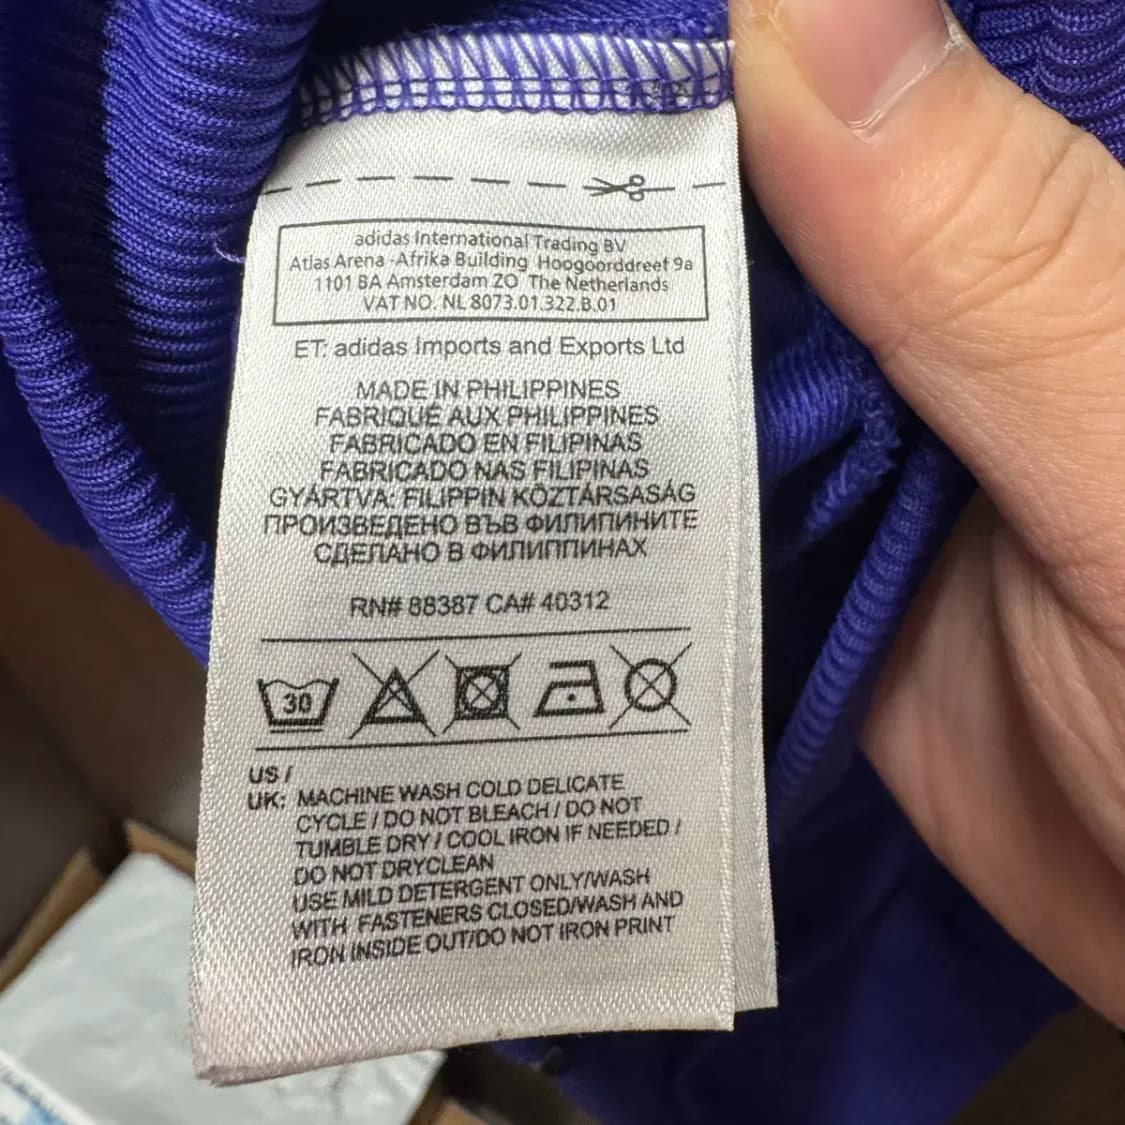 adidas International Trading BV
Atlas Arena -Afrika Building Hoogoorddreef 9a
1101 BA Amsterdam ZO The Netherlands
VAT NO. NL 8073.01.322.B.01
ET: adidas Imports and Exports Ltd
MADE IN PHILIPPINES
FABRIQUÉ AUX PHILIPPINES
FABRICADO EN FILIPINAS
FABRICADO NAS FILIPINAS
GYÁRTVA: FILIPPIN KÖZTÁRSASÁG
ПРОИЗВЕДЕНО ВЪВ ФИЛИПИНИТЕ
СДЕЛАНО В ФИЛИППИНАХ
RN# 88387 CA# 40312
30
US /
UK: MACHINE WASH COLD DELICATE
CYCLE / DO NOT BLEACH / DO NOT
TUMBLE DRY / COOL IRON IF NEEDED /
DO NOT DRYCLEAN
USE MILD DETERGENT ONLY/WASH
WITH FASTENERS CLOSED/WASH AND
IRON INSIDE OUT/DO NOT IRON PRINT